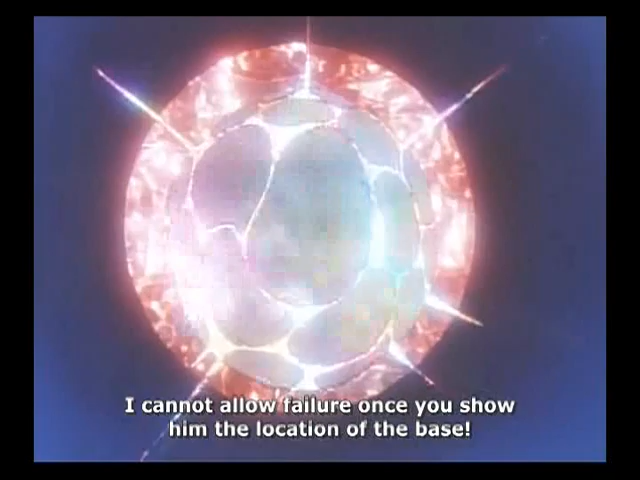 I cannot allow failure once you show
him the location of the base!